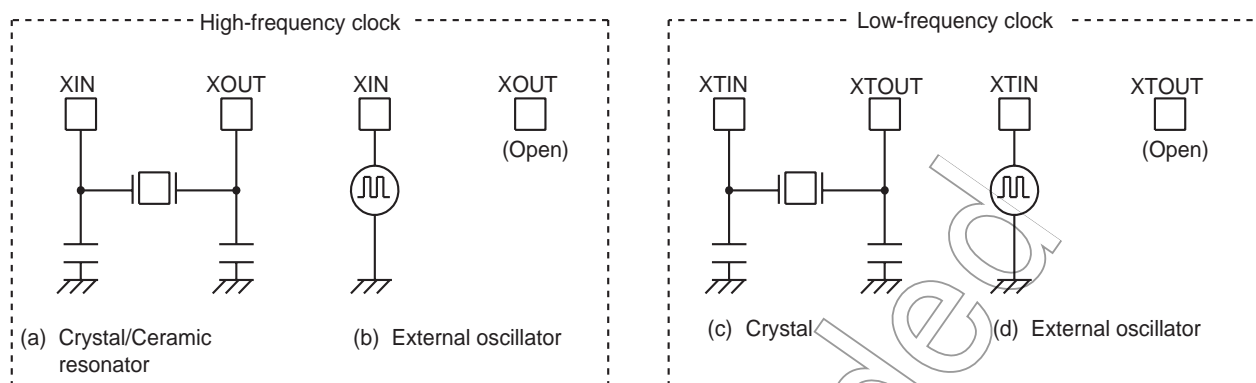 High-frequency clock
XIN XOUT XIN XOUT
(Open)
(a) Crystal/Ceramic
resonator
(b) External oscillator
Low-frequency clock
XTIN XTOUT XTIN XTOUT
(Open)
(c) Crystal
(d) External oscillator